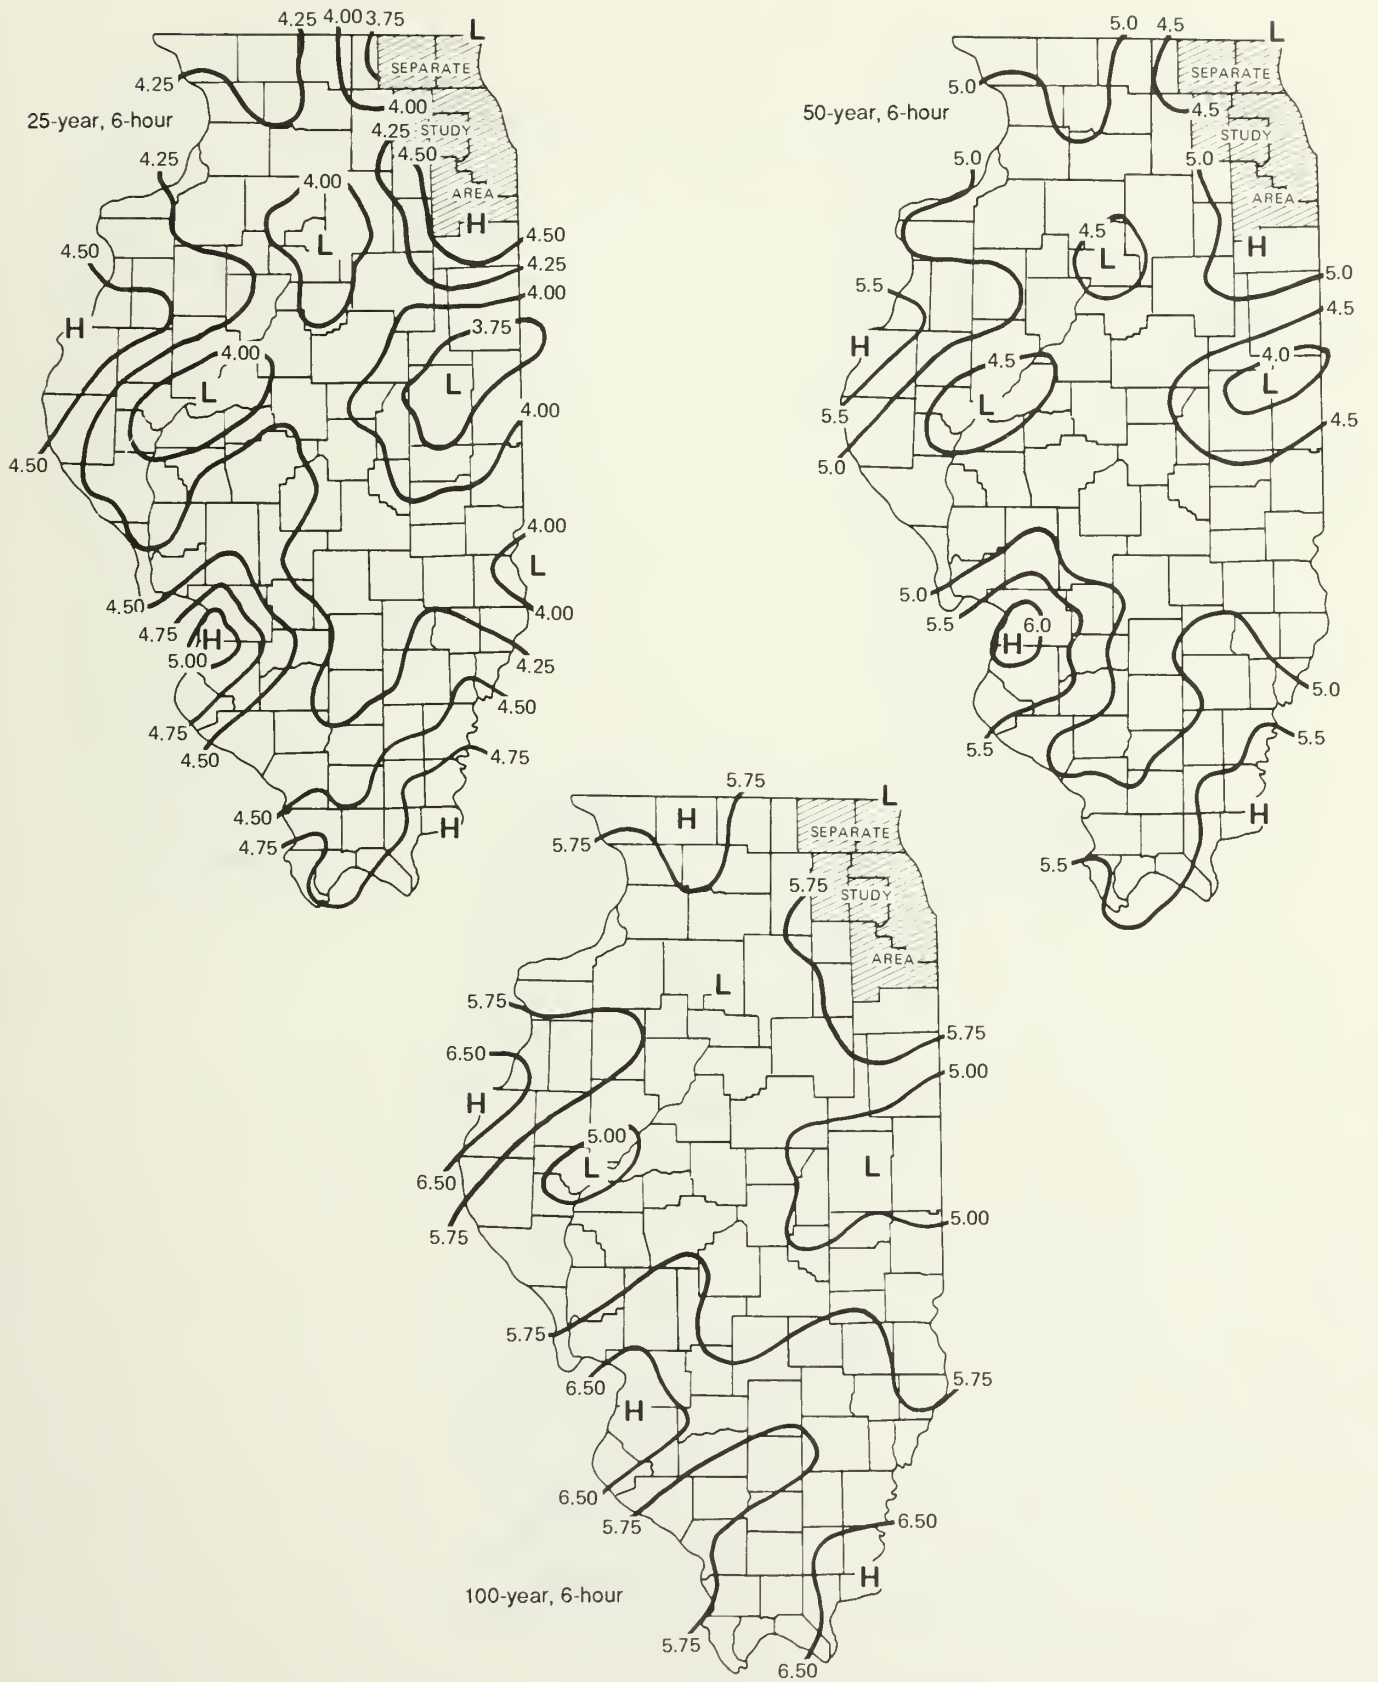 4.25 4.00 3.75 L
4.25
SEPARATE
25-year, 6-hour
4.00
4.25 STUDY
4.50
4.25
4.00
AREA
H
L
4.50
4.50
4.25
4.00
H
3.75
4.00
L
L
4.00
4.50
4.00
L
4.50
4.00
4.75
H
5.00
4.25
4.50
4.75
4.50
4.75
4.50
4.75
H
5.0 4.5 L
5.0
SEPARATE
50-year, 6-hour
4.5
STUDY
5.0
5.0
AREA
4.5
H
L
5.0
5.5
4.5
H
4.5
4.0
L
L
5.5
4.5
5.0
5.0
5.5
6.0
H
5.0
5.5
5.5
H
5.5
5.75
L
H
SEPARATE
5.75
5.75
STUDY
AREA
L
5.75
5.75
6.50
5.00
H
5.00
L
L
6.50
5.00
5.75
5.75
5.75
6.50
H
6.50
5.75
6.50
H
100-year, 6-hour
5.75
6.50